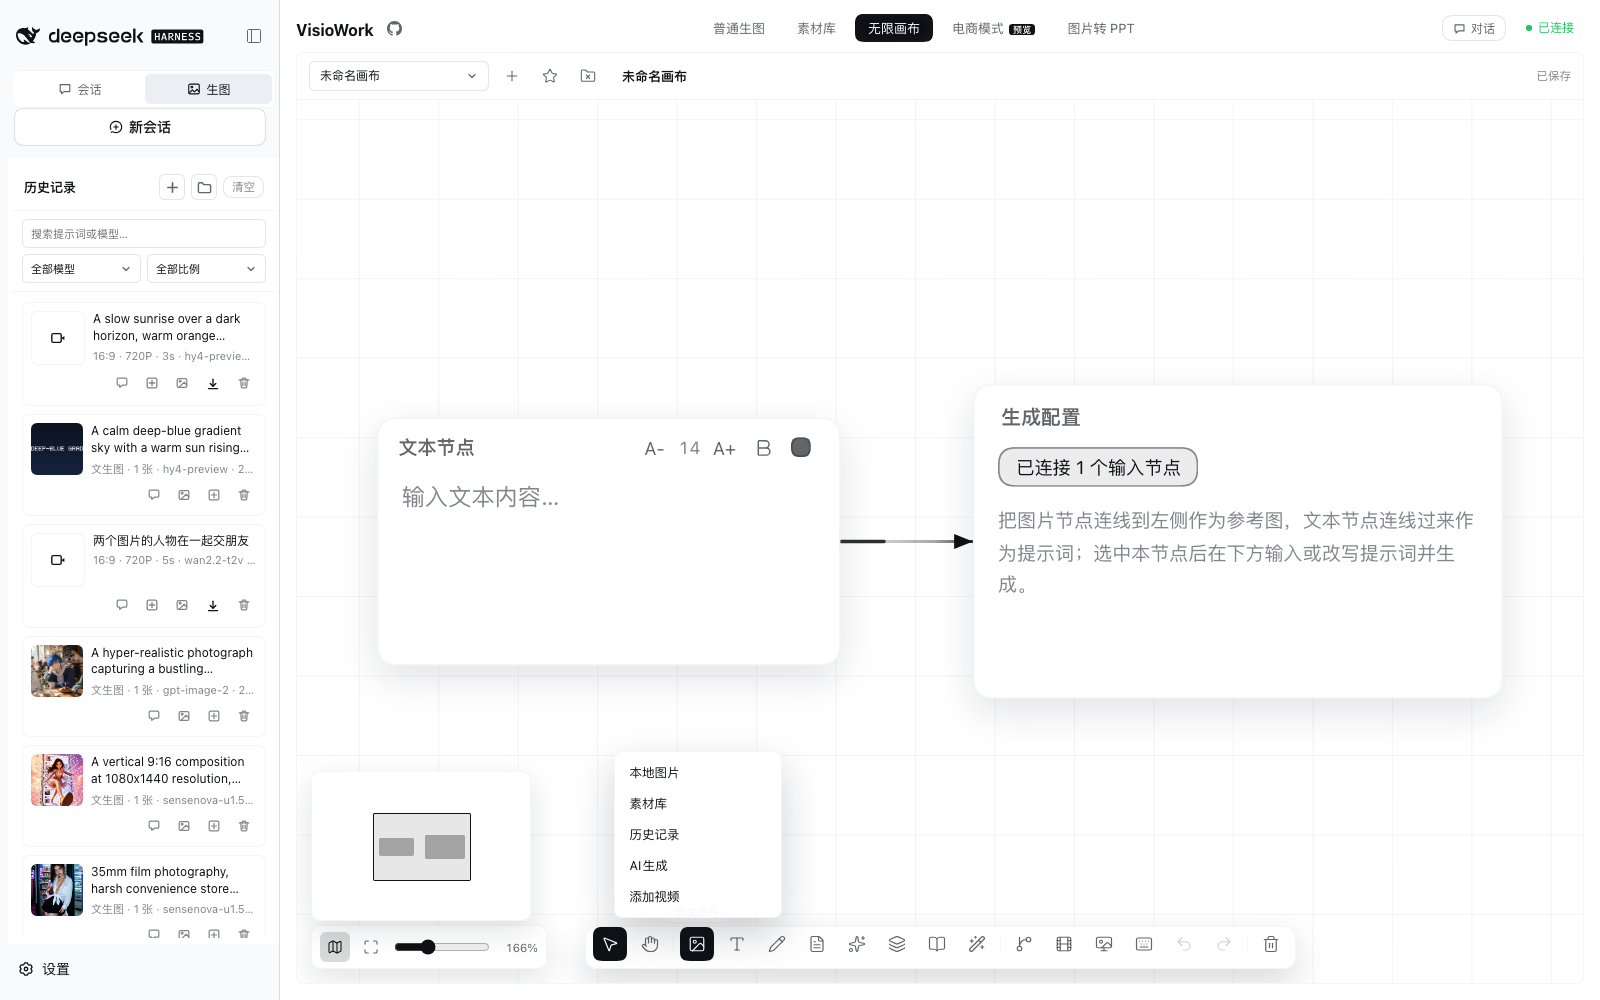 deepseek HARNESS
会话
生图
新会话
历史记录
清空
搜索提示词或模型...
全部模型
全部比例
A slow sunrise over a dark
horizon, warm orange...
16:9 · 720P · 3s · hy4-previe...
A calm deep-blue gradient
sky with a warm sun rising...
文生图 · 1 张 · hy4-preview · 2...
两个图片的人物在一起交朋友
16:9 · 720P · 5s · wan2.2-t2v ...
A hyper-realistic photograph
capturing a bustling...
文生图 · 1 张 · gpt-image-2 · 2...
A vertical 9:16 composition
at 1080x1440 resolution,...
文生图 · 1 张 · sensenova-u1.5...
35mm film photography,
harsh convenience store...
文生图 · 1 张 · sensenova-u1.5...
设置
VisioWork
普通生图
素材库
无限画布
电商模式 预览
图片转 PPT
对话
已连接
未命名画布
未命名画布
已保存
文本节点
A- 14 A+ B
输入文本内容...
生成配置
已连接 1 个输入节点
把图片节点连线到左侧作为参考图，文本节点连线过来作
为提示词；选中本节点后在下方输入或改写提示词并生
成。
本地图片
素材库
历史记录
AI生成
添加视频
166%